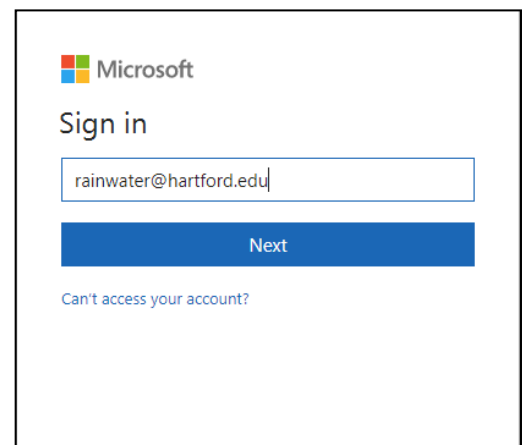 Microsoft
Sign in
rainwater@hartford.edu
Next
Can't access your account?